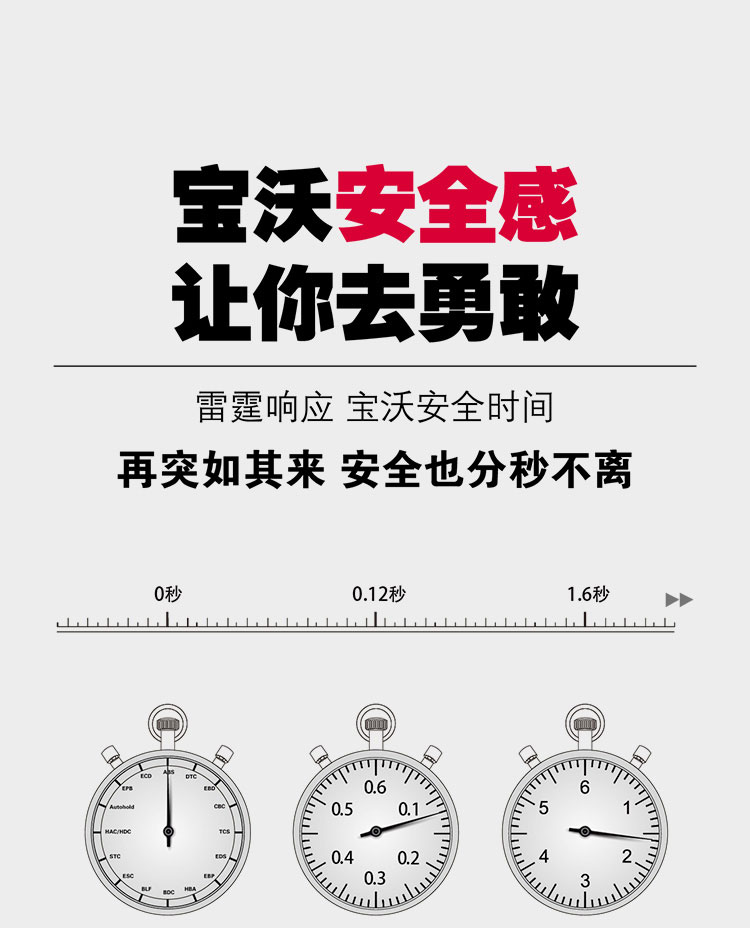 宝沃安全感
让你去勇敢
雷霆响应 宝沃安全时间
再突如其来 安全也分秒不离
0秒 0.12秒 1.6秒
ABS
DTC
EBD
CBC
TCS
EDS
EBP
HBA
BDC
BLF
ESC
STC
HAC/HDC
Autohold
EPB
ECD
0.6
0.1
0.2
0.3
0.4
0.5
6
1
2
3
4
5